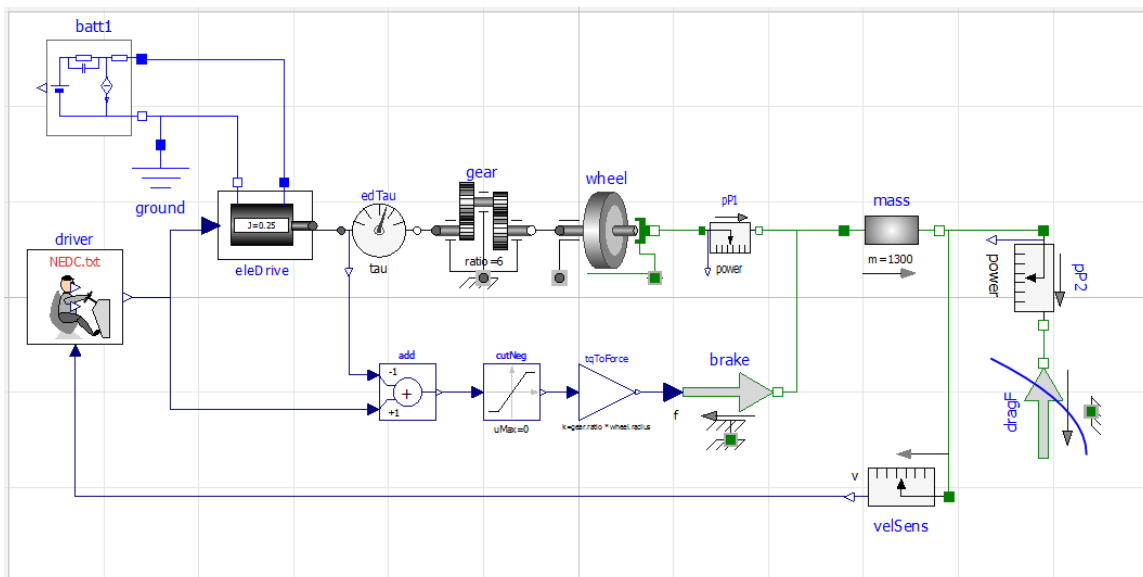 batt1
ground
driver
NEDC.txt
J=0.25
eleDrive
edTau
tau
gear
ratio =6
wheel
pP1
power
mass
m=1300
power
pP2
add
-1
+
+1
cutNeg
uMax=0
tqToForce
k=gear.ratio * wheel.radius
brake
f
dragF
v
velSens